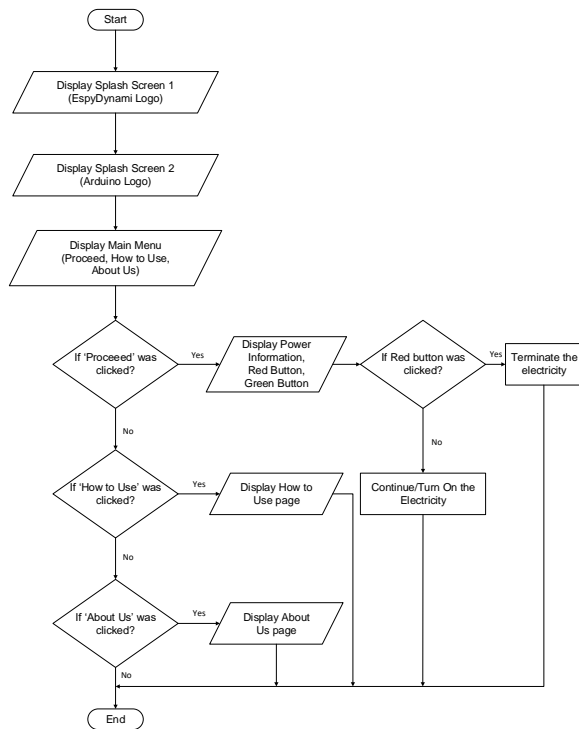 Start
Display Splash Screen 1
(EspyDynami Logo)
Display Splash Screen 2
(Arduino Logo)
Display Main Menu
(Proceed, How to Use,
About Us)
If ‘Proceeed’ was
clicked?
Yes
Display Power
Information,
Red Button,
Green Button
If Red button was
clicked?
Yes
Terminate the
electricity
No
No
If ‘How to Use’ was
clicked?
Yes
Display How to
Use page
Continue/Turn On the
Electricity
No
If ‘About Us’ was
clicked?
Yes
Display About
Us page
No
End